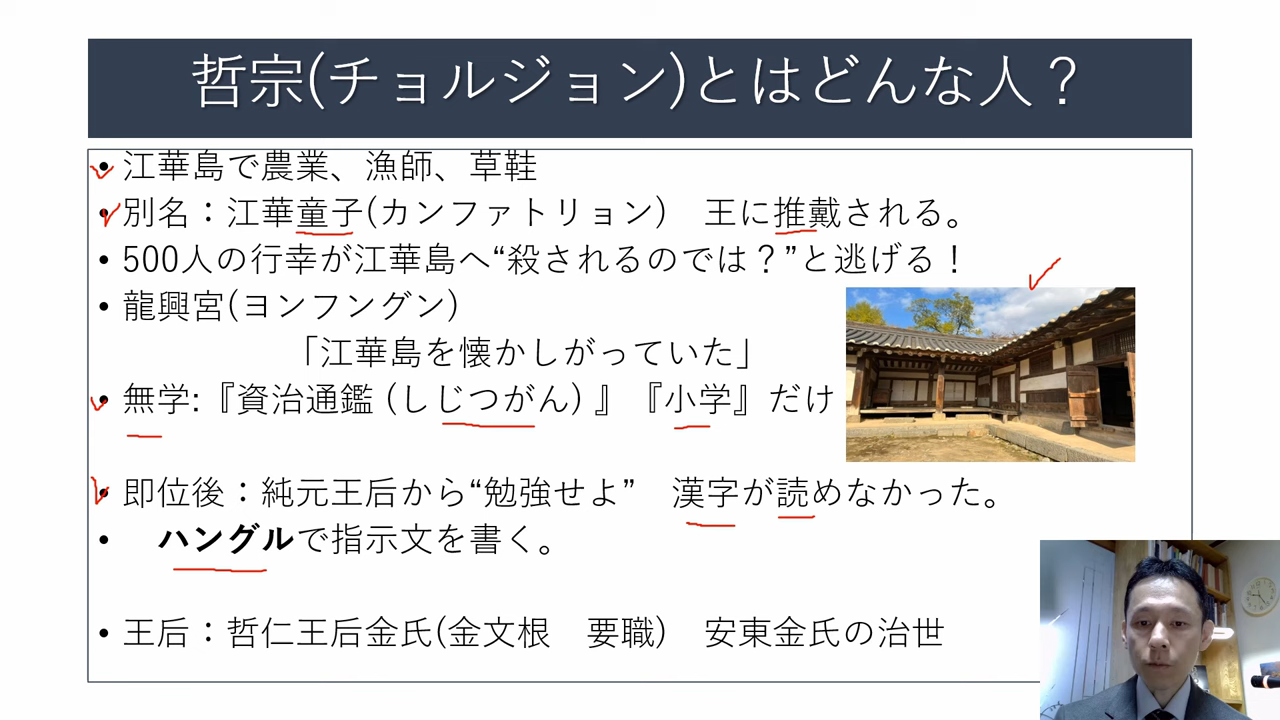 哲宗(チョルジョン)とはどんな人？
• 江華島で農業、漁師、草鞋
• 別名：江華童子(カンファトリョン)　王に推戴される。
• 500人の行幸が江華島へ“殺されるのでは？”と逃げる！
• 龍興宮(ヨンフングン)
「江華島を懐かしがっていた」
• 無学:『資治通鑑 (しじつがん) 』『小学』だけ
• 即位後：純元王后から“勉強せよ”　漢字が読めなかった。
• ハングルで指示文を書く。
• 王后：哲仁王后金氏(金文根　要職)　安東金氏の治世